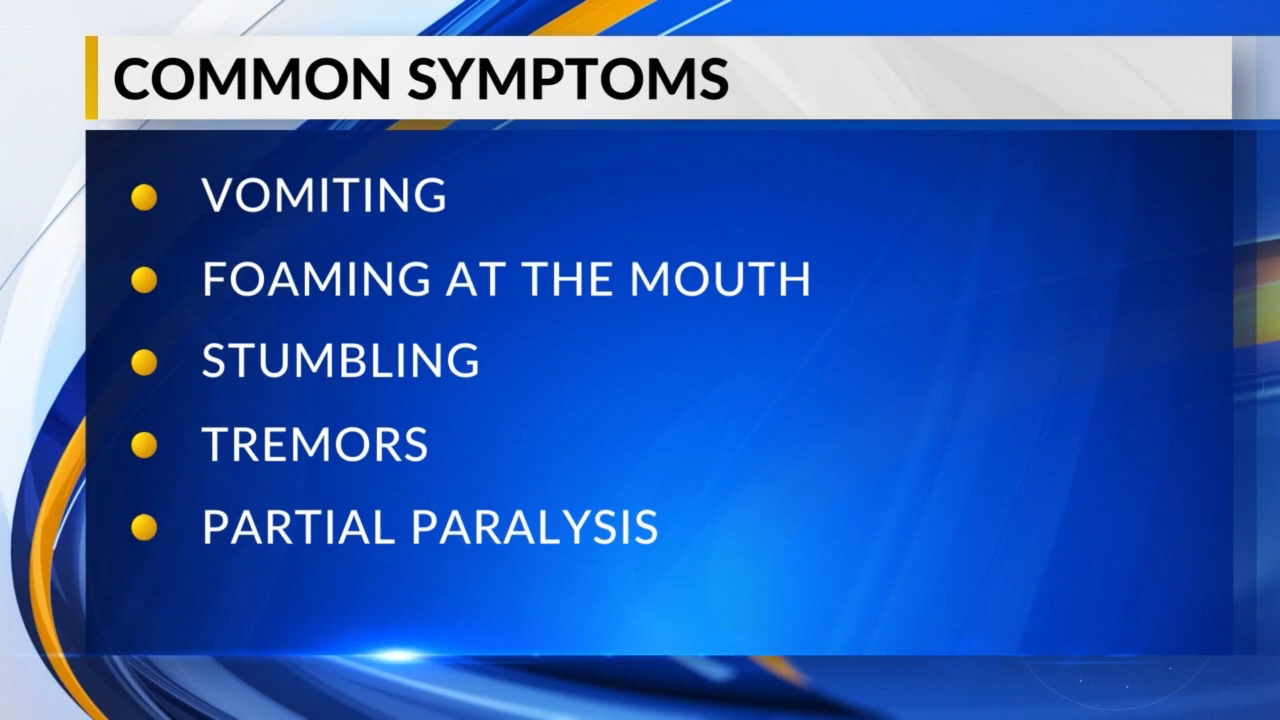 COMMON SYMPTOMS
VOMITING
FOAMING AT THE MOUTH
STUMBLING
TREMORS
PARTIAL PARALYSIS